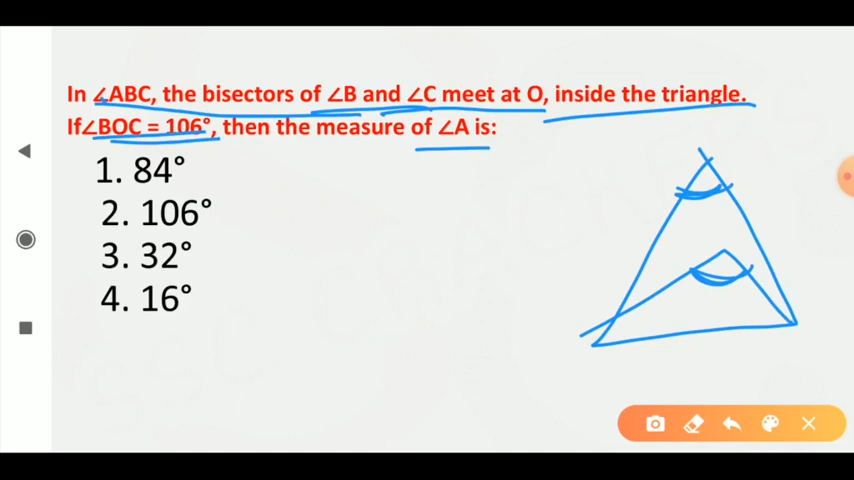 In ∠ABC, the bisectors of ∠B and ∠C meet at O, inside the triangle.
If∠BOC = 106°, then the measure of ∠A is:
1. 84°
2. 106°
3. 32°
4. 16°